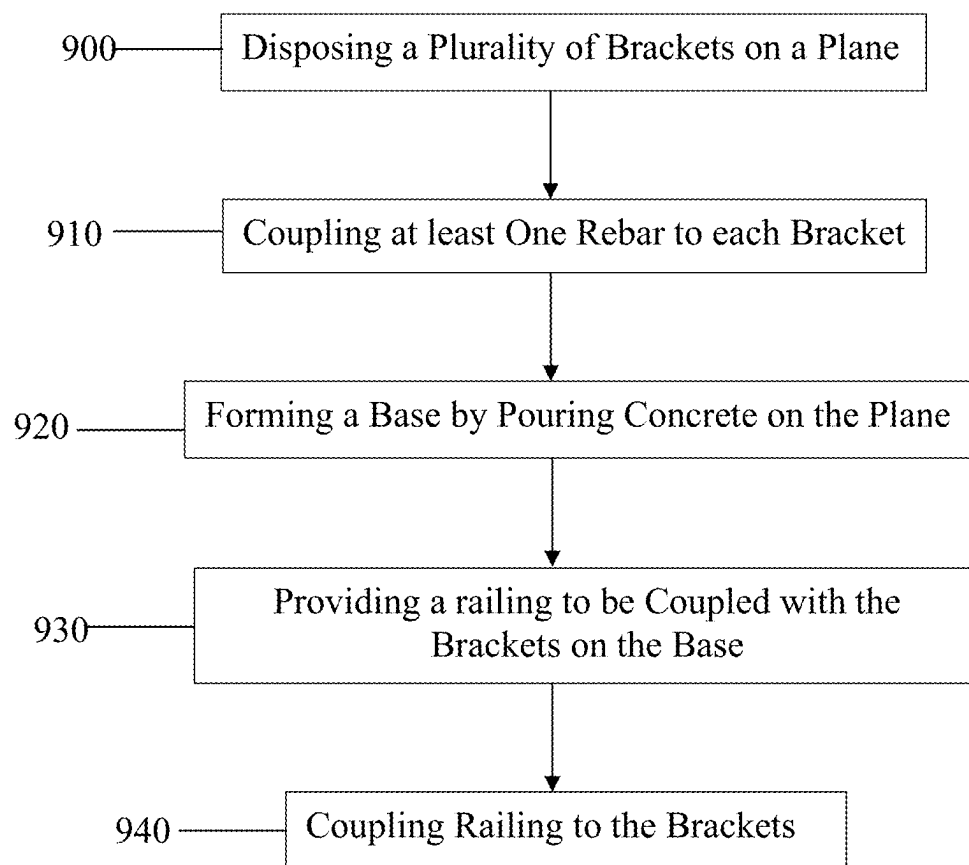 900 Disposing a Plurality of Brackets on a Plane
910 Coupling at least One Rebar to each Bracket
920 Forming a Base by Pouring Concrete on the Plane
930 Providing a railing to be Coupled with the
Brackets on the Base
940 Coupling Railing to the Brackets